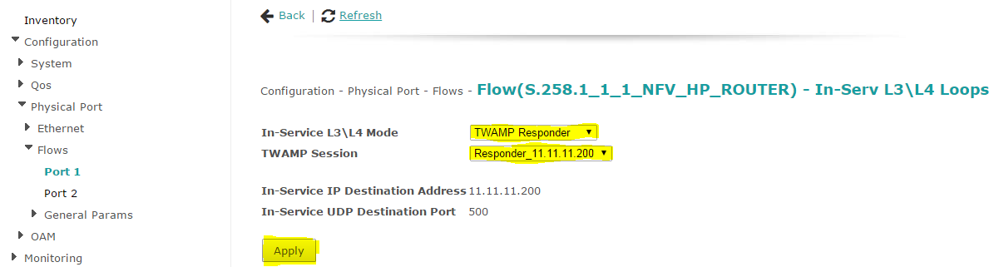 Inventory
Configuration
System
Qos
Physical Port
Ethernet
Flows
Port 1
Port 2
General Params
OAM
Monitoring
Back | Refresh
Configuration - Physical Port - Flows - Flow(S.258.1_1_1_NFV_HP_ROUTER) - In-Serv L3\L4 Loops
In-Service L3\L4 Mode TWAMP Responder
TWAMP Session Responder_11.11.11.200
In-Service IP Destination Address 11.11.11.200
In-Service UDP Destination Port 500
Apply